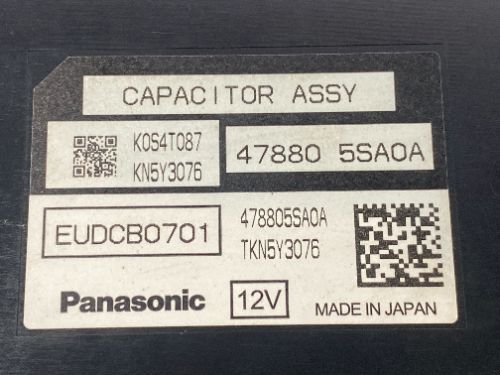 CAPACITOR ASSY
K0S4T087
KN5Y3076
47880 5SA0A
EUDCB0701
478805SA0A
TKN5Y3076
Panasonic
12V
MADE IN JAPAN